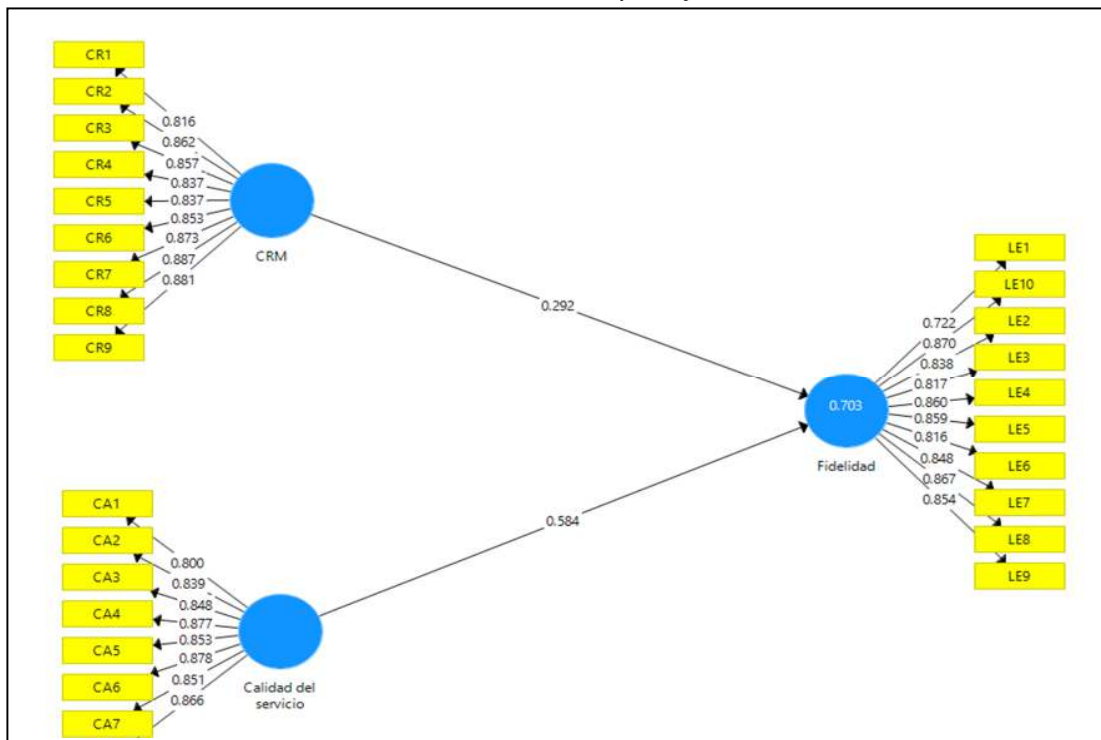 CR1
CR2
CR3
CR4
CR5
CR6
CR7
CR8
CR9
0.816
0.862
0.857
0.837
0.837
0.853
0.873
0.887
0.881
CRM
0.292
LE1
LE10
LE2
LE3
LE4
LE5
LE6
LE7
LE8
LE9
0.722
0.870
0.838
0.817
0.860
0.859
0.816
0.848
0.867
0.854
0.703
Fidelidad
0.584
CA1
CA2
CA3
CA4
CA5
CA6
CA7
0.800
0.839
0.848
0.877
0.853
0.878
0.851
0.866
Calidad del
servicio